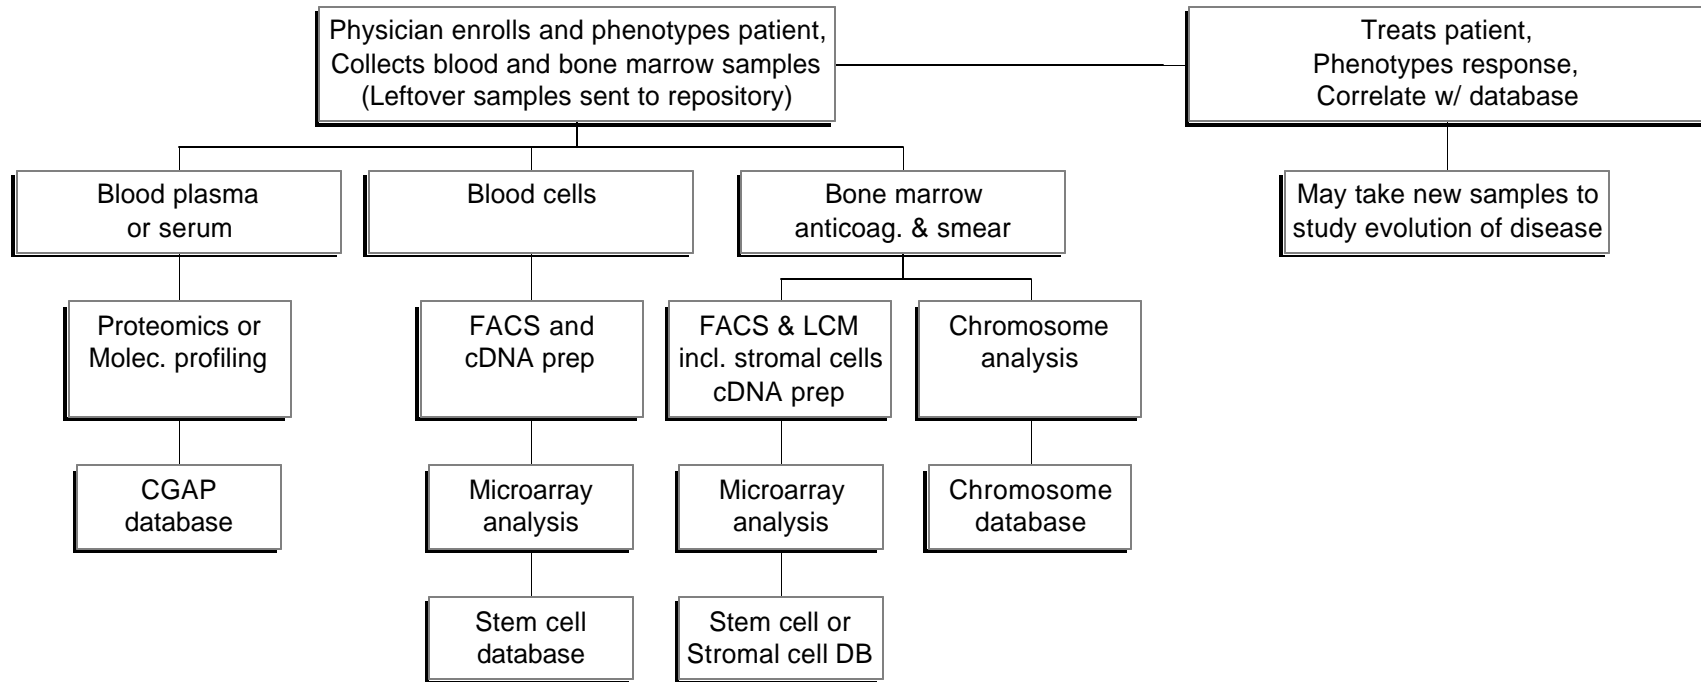 Physician enrolls and phenotypes patient,
Collects blood and bone marrow samples
(Leftover samples sent to repository)
Treats patient,
Phenotypes response,
Correlate w/ database
Blood plasma
or serum
Blood cells
Bone marrow
anticoag. & smear
May take new samples to
study evolution of disease
Proteomics or
Molec. profiling
FACS and
cDNA prep
FACS & LCM
incl. stromal cells
cDNA prep
Chromosome
analysis
CGAP
database
Microarray
analysis
Microarray
analysis
Chromosome
database
Stem cell
database
Stem cell or
Stromal cell DB